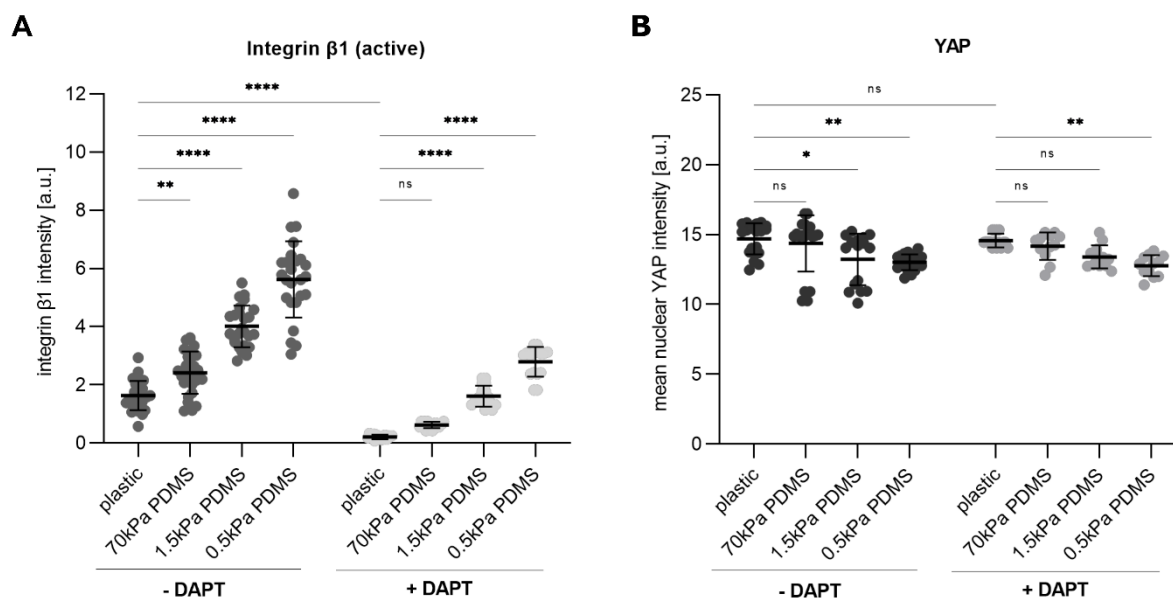 A
Integrin β1 (active)
integrin β1 intensity [a.u.]
12
10
8
6
4
2
0
****
****
****
**
****
****
ns
plastic
70kPa PDMS
1.5kPa PDMS
0.5kPa PDMS
plastic
70kPa PDMS
1.5kPa PDMS
0.5kPa PDMS
- DAPT
+ DAPT
B
YAP
mean nuclear YAP intensity [a.u.]
25
20
15
10
5
0
ns
**
*
ns
**
ns
ns
plastic
70kPa PDMS
1.5kPa PDMS
0.5kPa PDMS
plastic
70kPa PDMS
1.5kPa PDMS
0.5kPa PDMS
- DAPT
+ DAPT